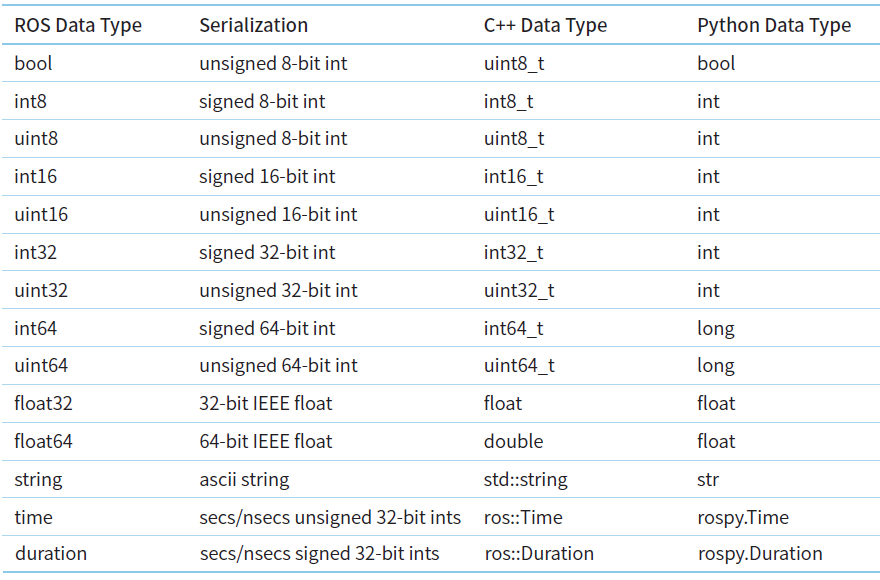 ROS Data Type Serialization C++ Data Type Python Data Type
bool unsigned 8-bit int uint8_t bool
int8 signed 8-bit int int8_t int
uint8 unsigned 8-bit int uint8_t int
int16 signed 16-bit int int16_t int
uint16 unsigned 16-bit int uint16_t int
int32 signed 32-bit int int32_t int
uint32 unsigned 32-bit int uint32_t int
int64 signed 64-bit int int64_t long
uint64 unsigned 64-bit int uint64_t long
float32 32-bit IEEE float float float
float64 64-bit IEEE float double float
string ascii string std::string str
time secs/nsecs unsigned 32-bit ints ros::Time rospy.Time
duration secs/nsecs signed 32-bit ints ros::Duration rospy.Duration